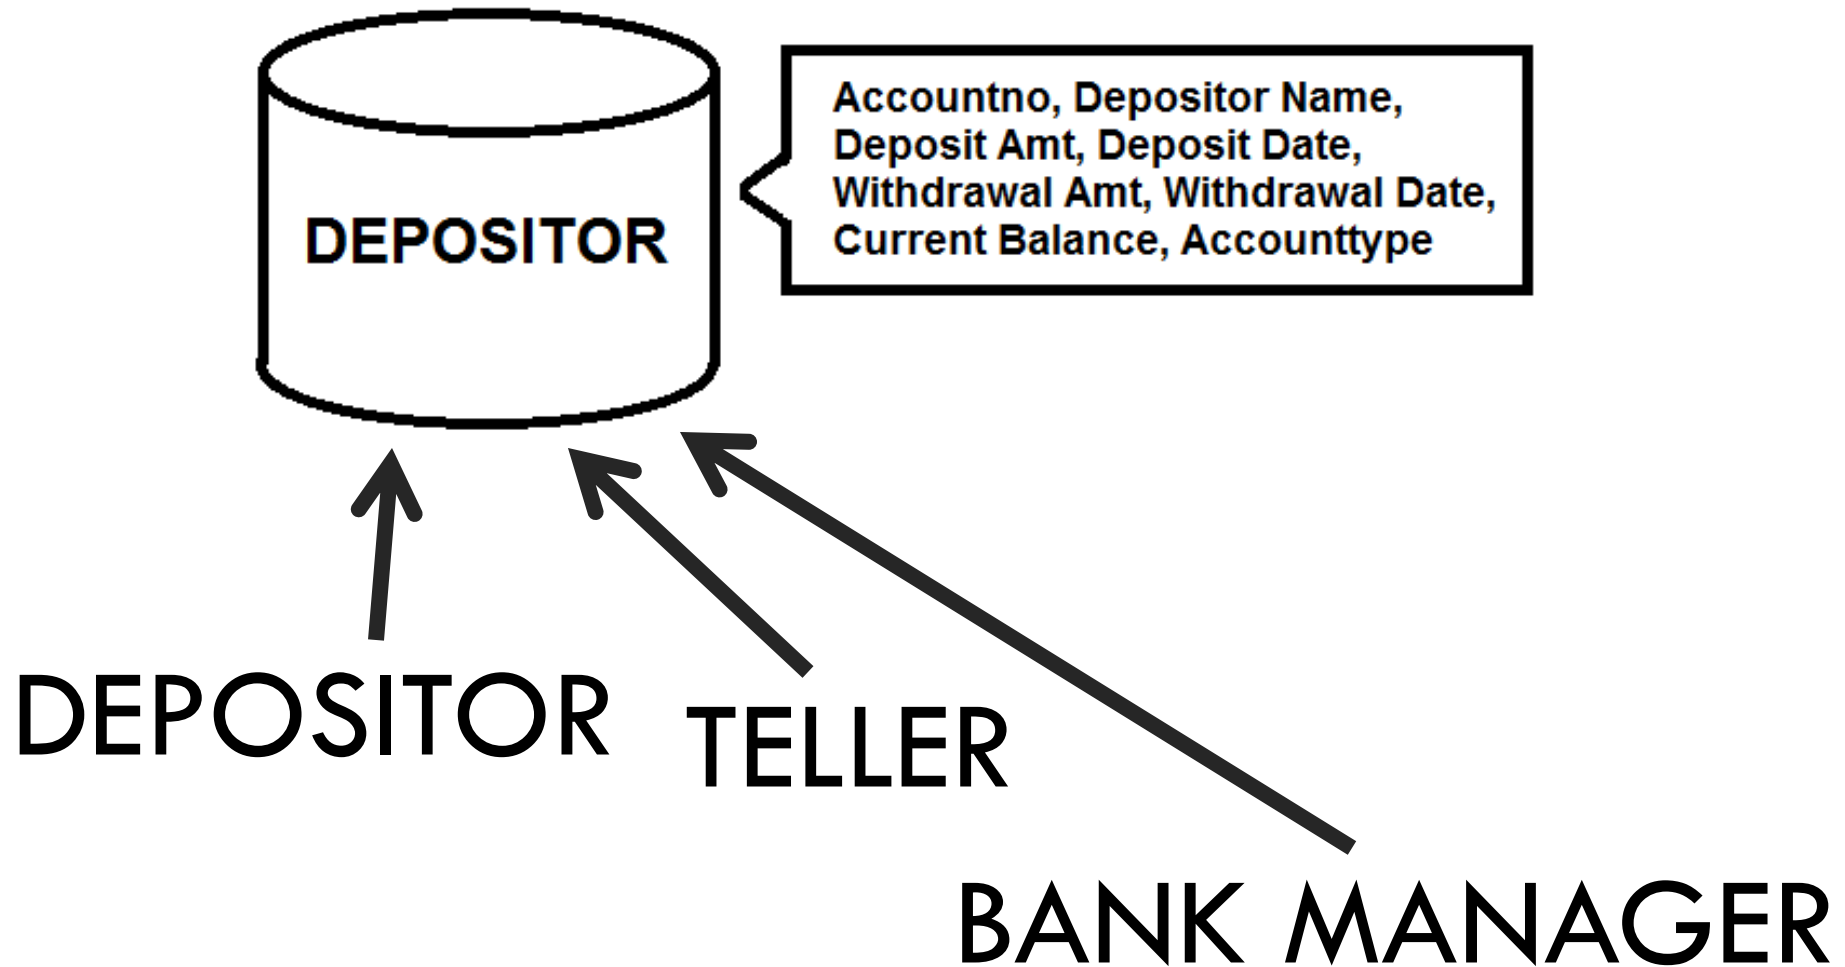 DEPOSITOR
Accountno, Depositor Name,
Deposit Amt, Deposit Date,
Withdrawal Amt, Withdrawal Date,
Current Balance, Accounttype
DEPOSITOR
TELLER
BANK MANAGER